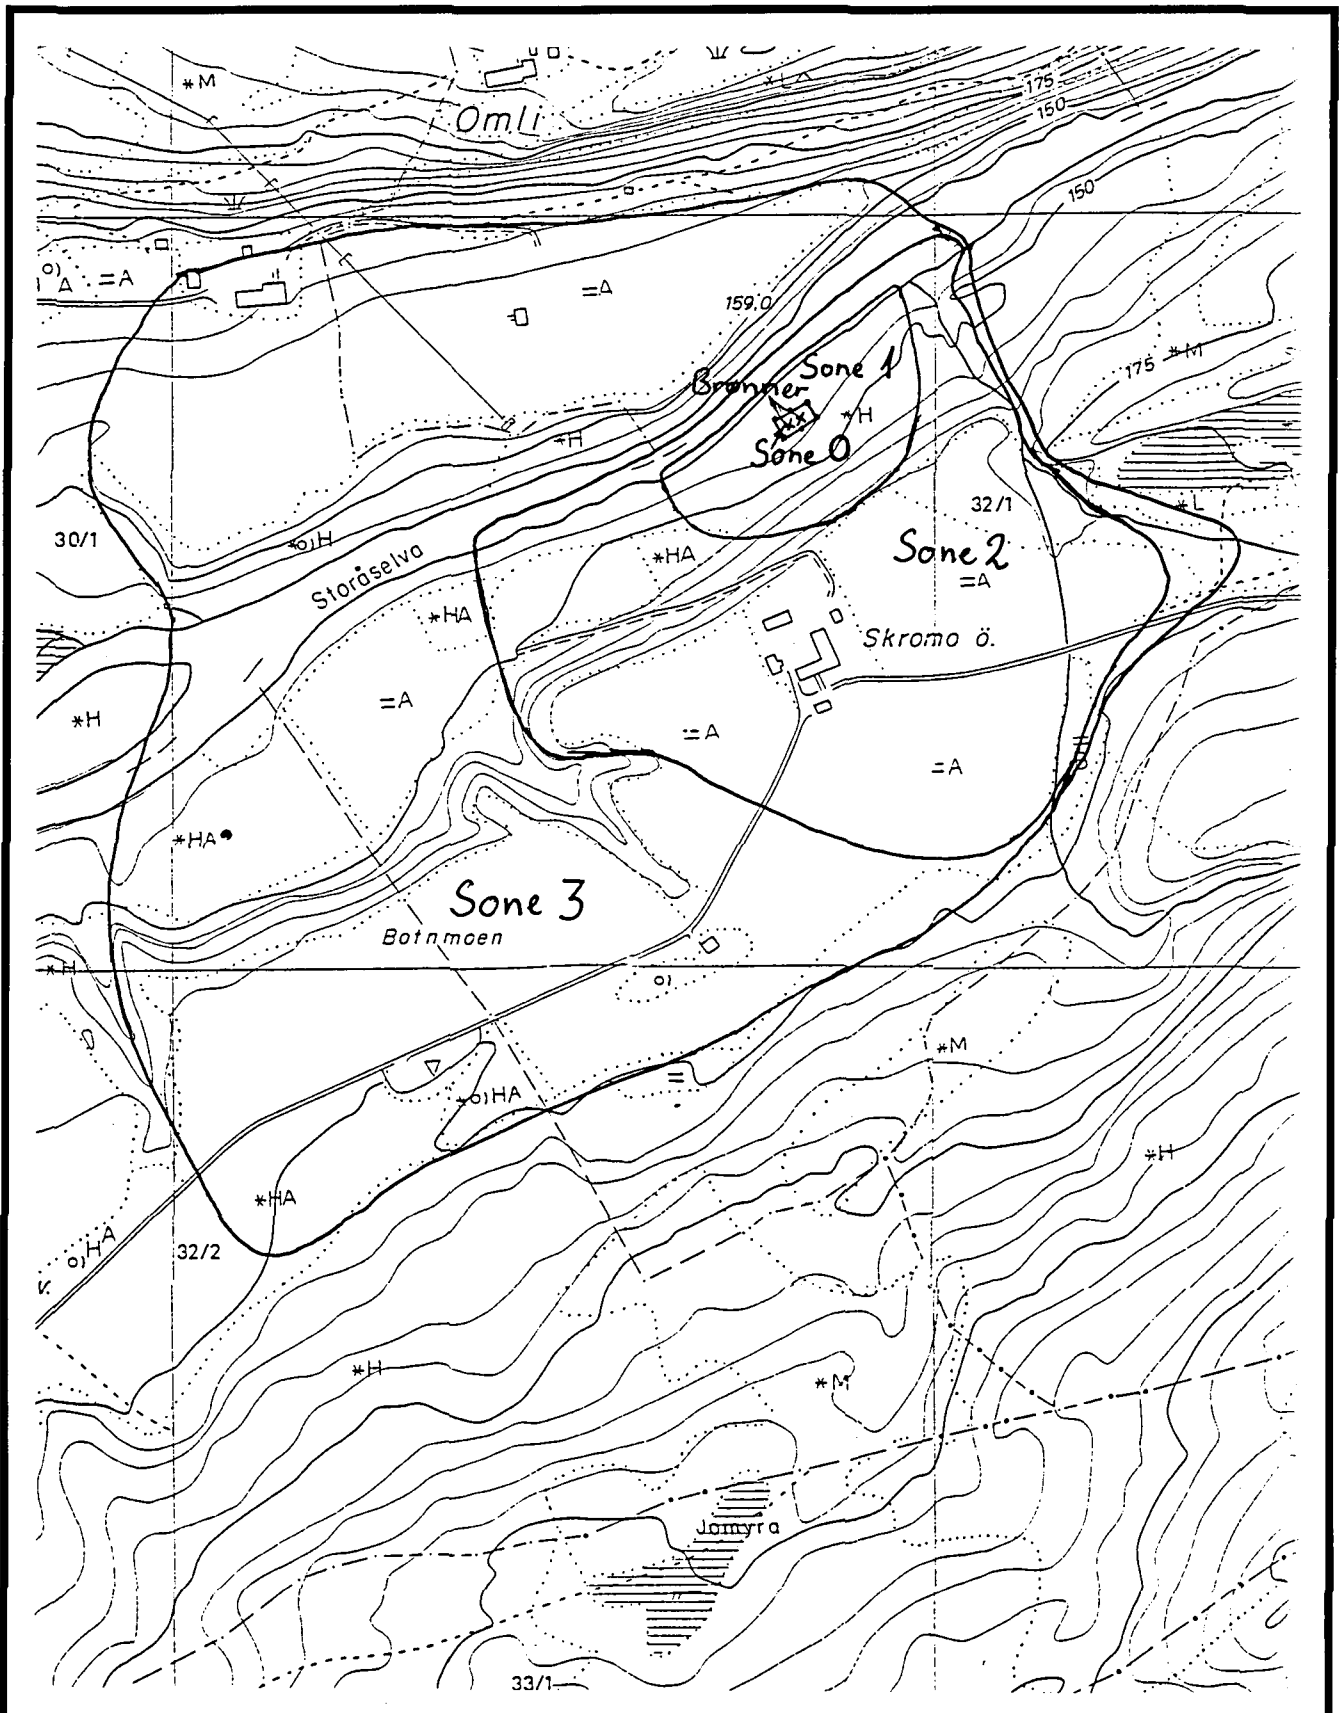 *M
Omli
175
150
150
o)
A
=A
=A
159,0
Sone 1
*M
175
Brønner
*H
*H
Sone 0
32/1
*L
30/1
*o)H
Storåselva
*HA
Sone 2
=A
*HA
Skromo ö.
=A
*H
=A
=A
*HA
Sone 3
Botnmoen
*H
o)
*M
=
*o)HA
*H
*HA
o)HA
32/2
V.
*H
*M
Jomyra
33/1